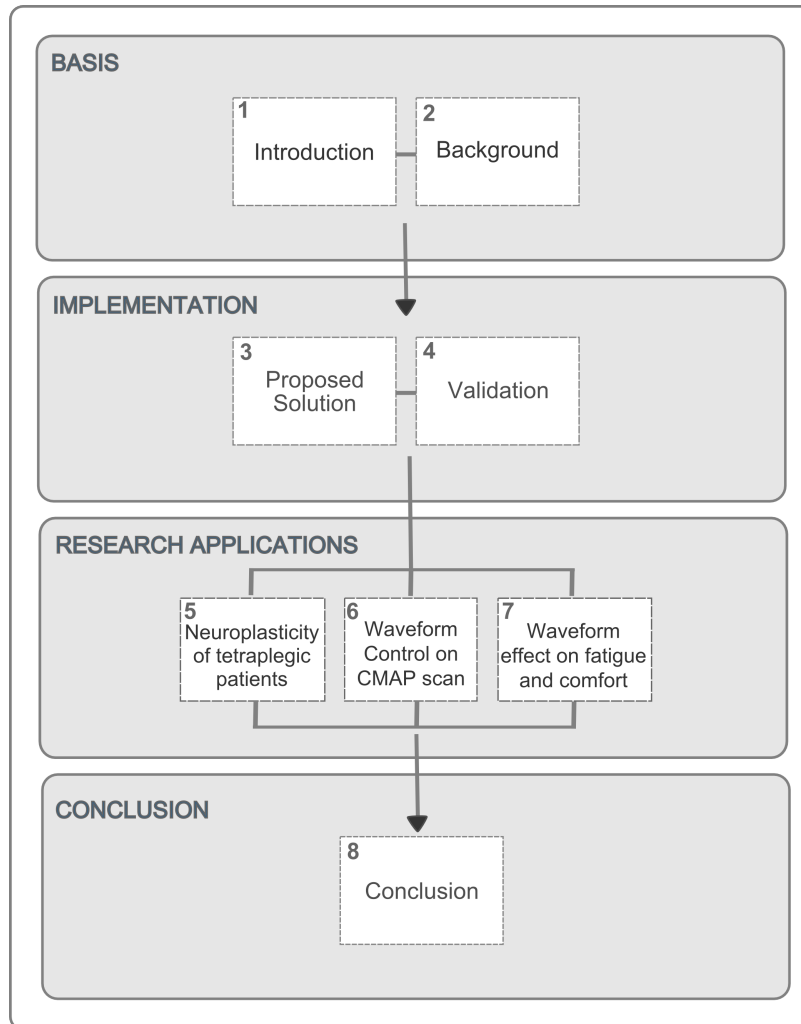 BASIS
1
Introduction
2
Background
IMPLEMENTATION
3
Proposed
Solution
4
Validation
RESEARCH APPLICATIONS
5
Neuroplasticity
of tetraplegic
patients
6
Waveform
Control on
CMAP scan
7
Waveform
effect on fatigue
and comfort
CONCLUSION
8
Conclusion